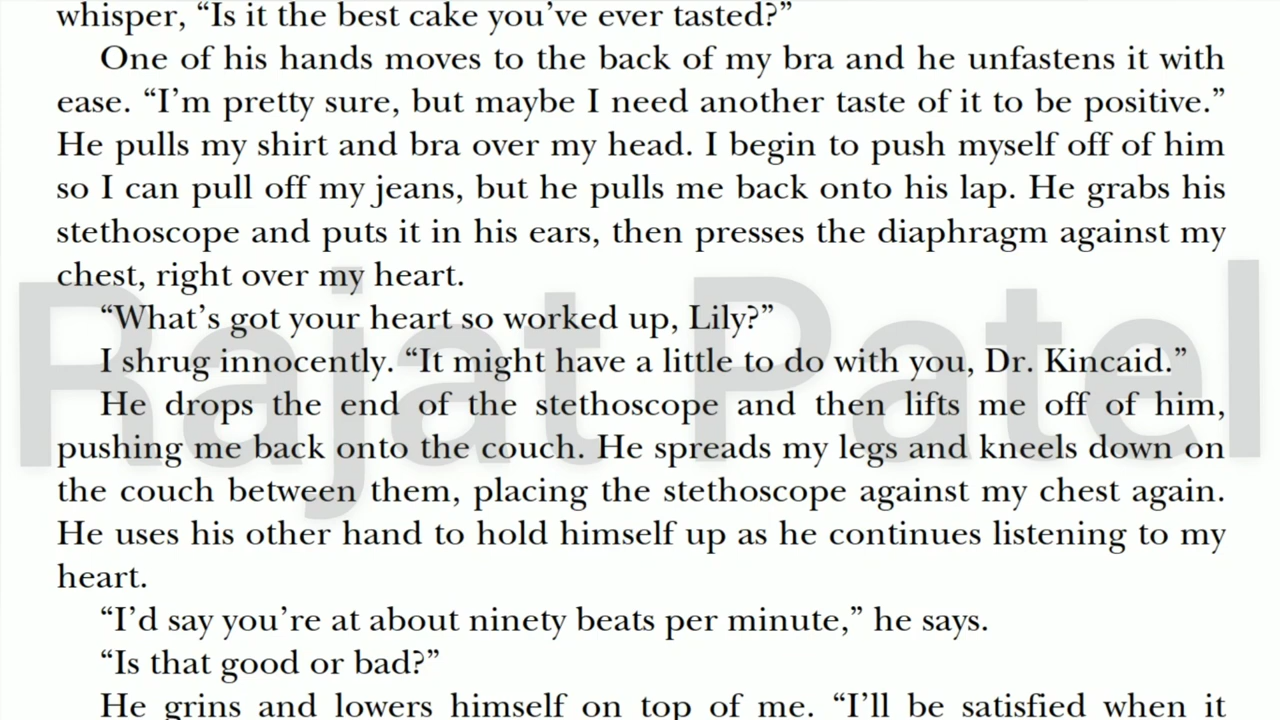 whisper, “Is it the best cake you’ve ever tasted?”
One of his hands moves to the back of my bra and he unfastens it with
ease. “I’m pretty sure, but maybe I need another taste of it to be positive.”
He pulls my shirt and bra over my head. I begin to push myself off of him
so I can pull off my jeans, but he pulls me back onto his lap. He grabs his
stethoscope and puts it in his ears, then presses the diaphragm against my
chest, right over my heart.
“What’s got your heart so worked up, Lily?”
I shrug innocently. “It might have a little to do with you, Dr. Kincaid.”
He drops the end of the stethoscope and then lifts me off of him,
pushing me back onto the couch. He spreads my legs and kneels down on
the couch between them, placing the stethoscope against my chest again.
He uses his other hand to hold himself up as he continues listening to my
heart.
“I’d say you’re at about ninety beats per minute,” he says.
“Is that good or bad?”
He grins and lowers himself on top of me. “I’ll be satisfied when it
Rajat Patel